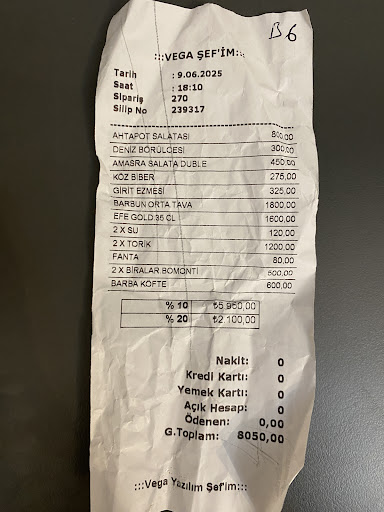 B6
:::VEGA ŞEF'İM:::
Tarih : 9.06.2025
Saat : 18:10
Sipariş 270
Silip No 239317
AHTAPOT SALATASI 800,00
DENİZ BÖRÜLCESİ 300,00
AMASRA SALATA DUBLE 450,00
KÖZ BİBER 275,00
GİRİT EZMESİ 325,00
BARBUN ORTA TAVA 1800,00
EFE GOLD 35 CL 1600,00
2 X SU 120,00
2 X TORİK 1200,00
FANTA 80,00
2 X BİRALAR.BOMONTİ 500,00
BARBA KÖFTE 600,00
% 10 ₺5.950,00
% 20 ₺2.100,00
Nakit: 0
Kredi Kartı: 0
Yemek Kartı: 0
Açık Hesap: 0
Ödenen: 0,00
G.Toplam: 8050,00
:::Vega Yazılım Şef'im:::